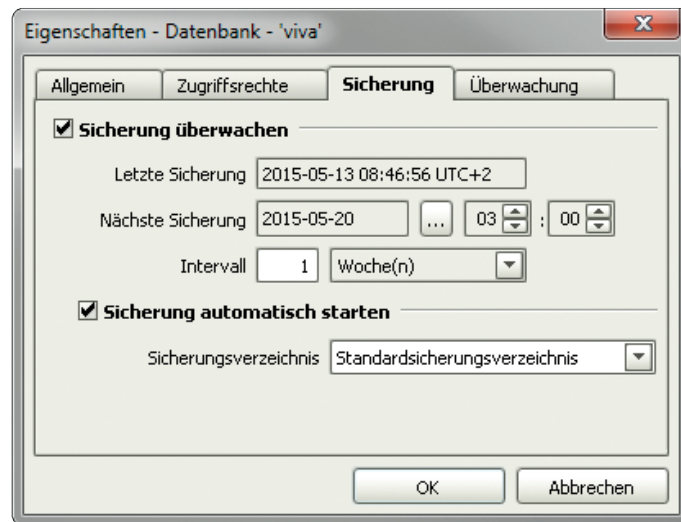 Eigenschaften - Datenbank - 'viva'
Allgemein Zugriffsrechte Sicherung Überwachung
Sicherung überwachen
Letzte Sicherung 2015-05-13 08:46:56 UTC+2
Nächste Sicherung 2015-05-20 ... 03 : 00
Intervall 1 Woche(n)
Sicherung automatisch starten
Sicherungsverzeichnis Standardsicherungsverzeichnis
OK Abbrechen